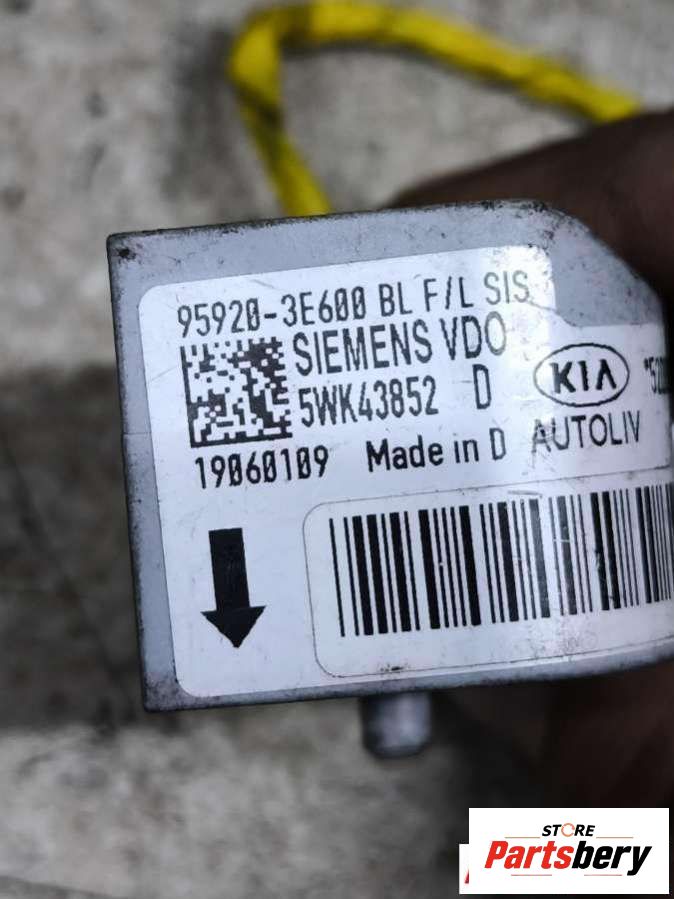 95920-3E600 BL F/L SIS
SIEMENS VDO
5WK43852 D
KIA
19060109 Made in D AUTOLIV
STORE
Partsbery